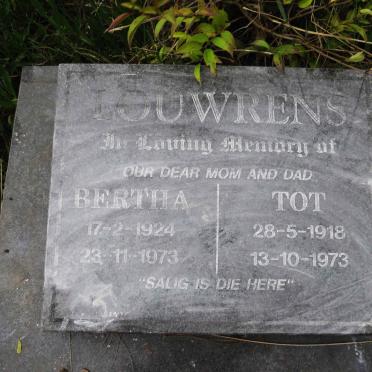 LOUWRENS
In Loving Memory of
OUR DEAR MOM AND DAD
BERTHA TOT
17-2-1924 28-5-1918
23-11-1973 13-10-1973
"SALIG IS DIE HERE"